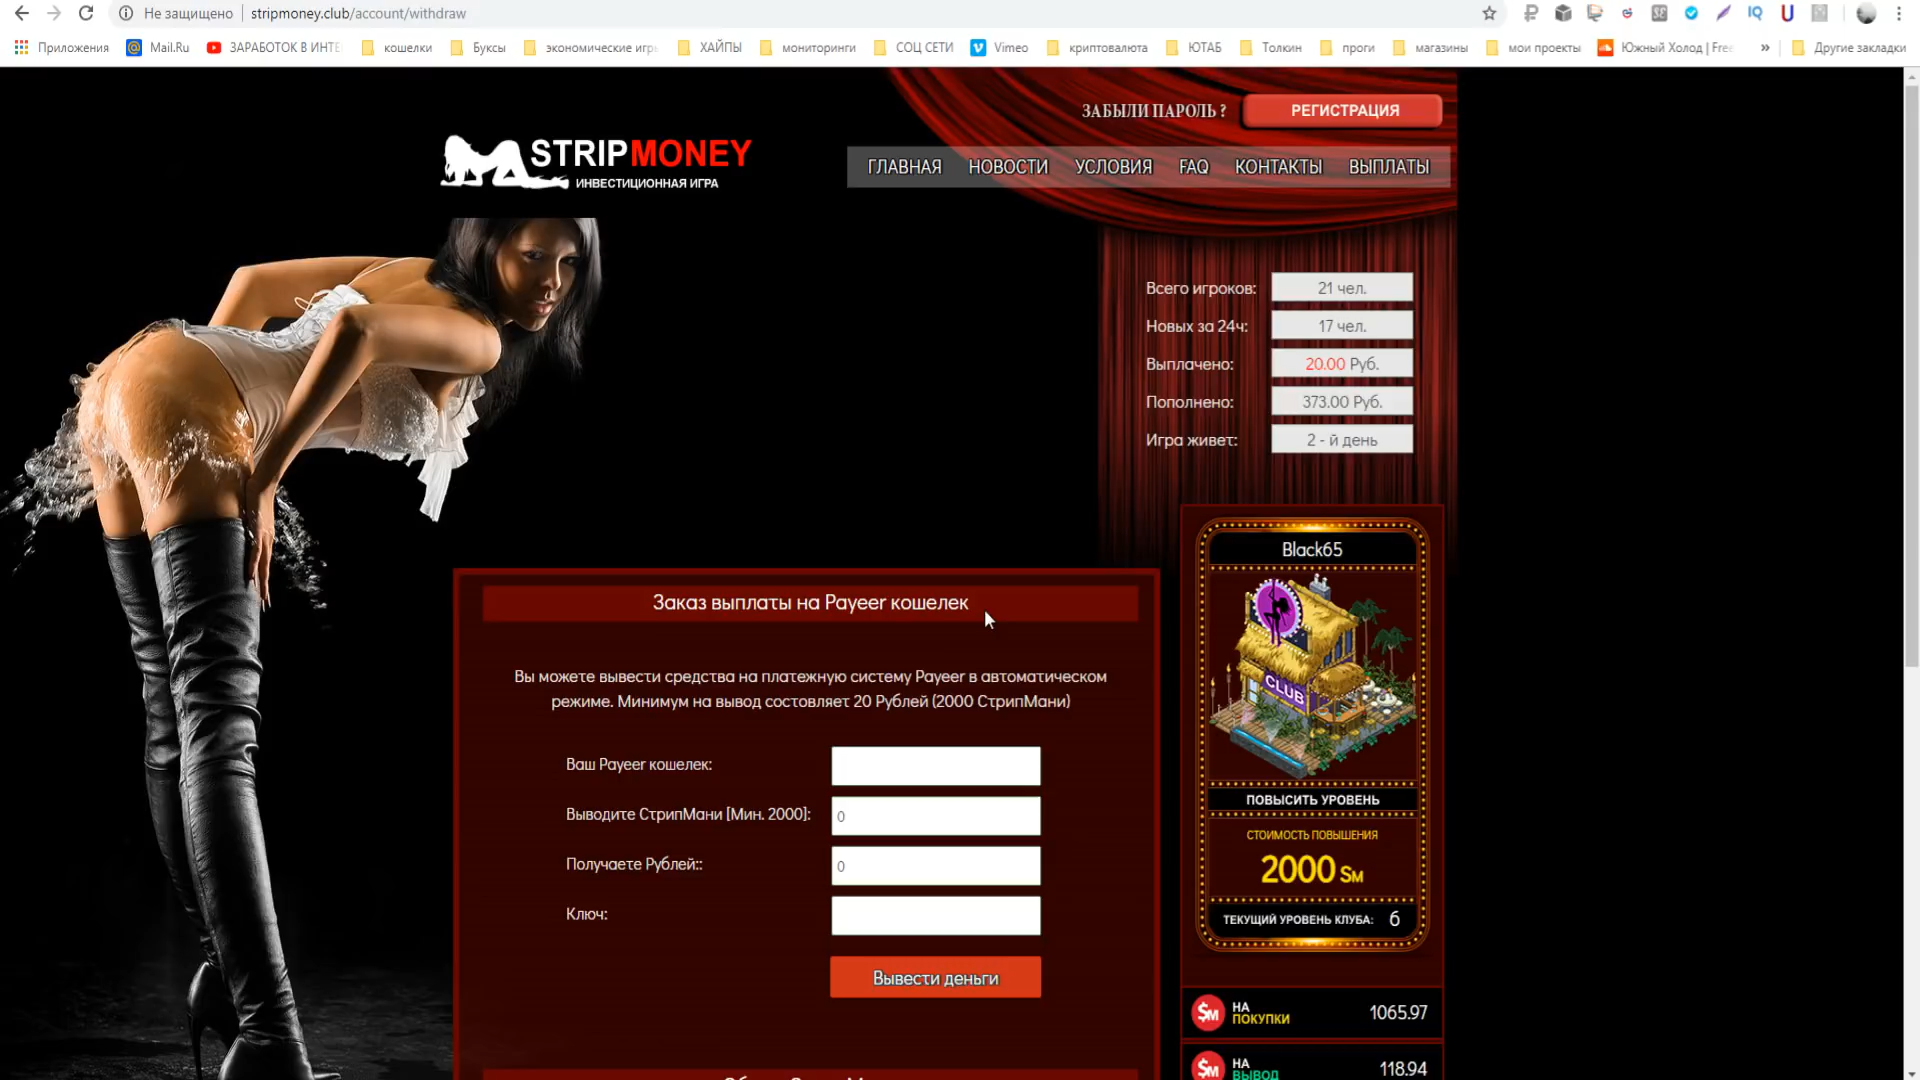 Не защищено
stripmoney.club/account/withdraw
Приложения
Mail.Ru
ЗАРАБОТОК В ИНТЕ
кошелки
Буксы
экономические игр
ХАЙПЫ
мониторинги
СОЦ СЕТИ
Vimeo
криптовалюта
ЮТАБ
Толкин
проги
магазины
мои проекты
Южный Холод | Free
Другие закладки
ЗАБЫЛИ ПАРОЛЬ ?
РЕГИСТРАЦИЯ
STRIPMONEY
ИНВЕСТИЦИОННАЯ ИГРА
ГЛАВНАЯ НОВОСТИ УСЛОВИЯ FAQ КОНТАКТЫ ВЫПЛАТЫ
Всего игроков: 21 чел.
Новых за 24ч: 17 чел.
Выплачено: 20.00 Руб.
Пополнено: 373.00 Руб.
Игра живет: 2 - й день
Заказ выплаты на Payeer кошелек
Вы можете вывести средства на платежную систему Payeer в автоматическом
режиме. Минимум на вывод состовляет 20 Рублей (2000 СтрипМани)
Ваш Payeer кошелек:
Выводите СтрипМани [Мин. 2000]: 0
Получаете Рублей:: 0
Ключ:
Вывести деньги
Black65
CLUB
ПОВЫСИТЬ УРОВЕНЬ
СТОИМОСТЬ ПОВЫШЕНИЯ
2000 Sм
ТЕКУЩИЙ УРОВЕНЬ КЛУБА: 6
$м НА
ПОКУПКИ
1065.97
$м НА
ВЫВОД
118.94